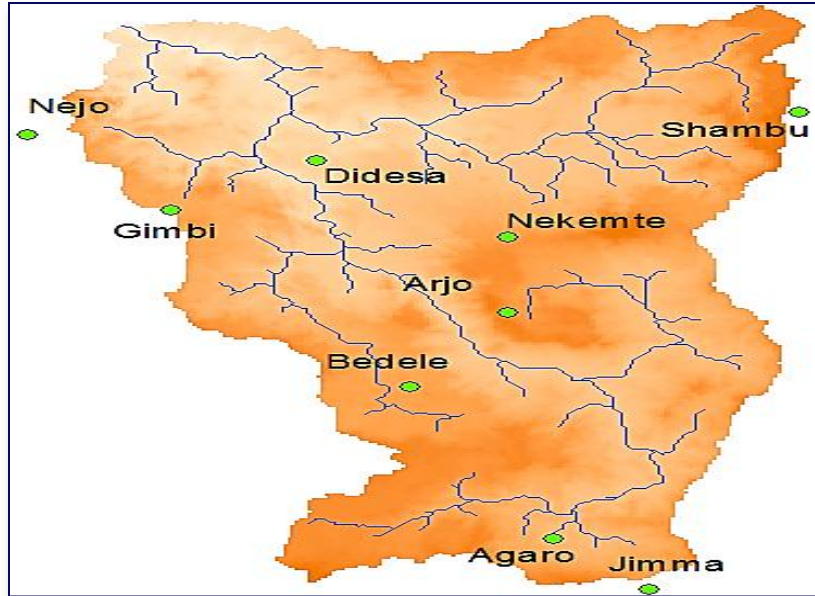 Nejo
Shambu
Didesa
Gimbi
Nekemte
Arjo
Bedele
Agaro
Jimma